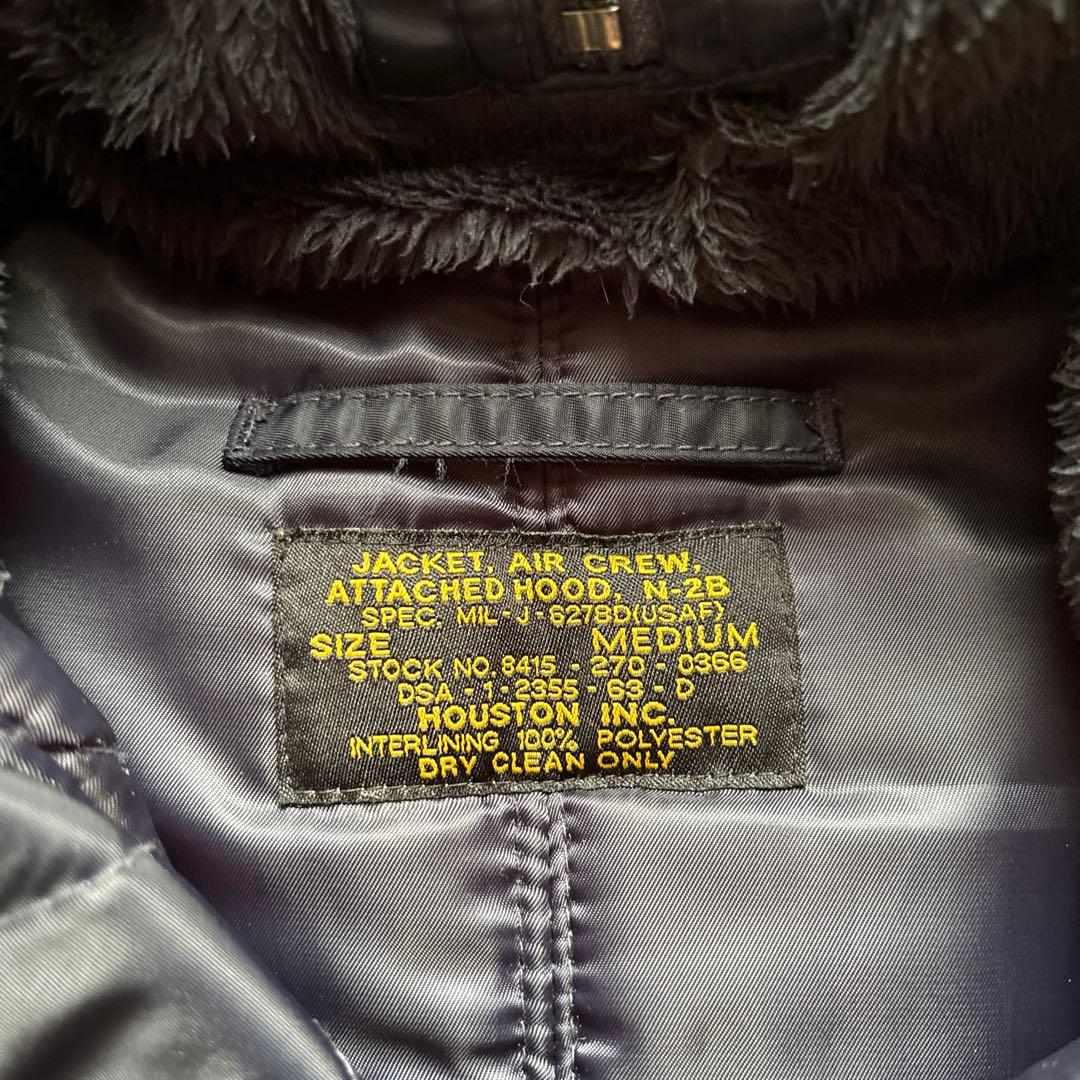 JACKET, AIR CREW,
ATTACHED HOOD, N-2B
SPEC. MIL-J-6278D(USAF)
SIZE MEDIUM
STOCK NO. 8415 - 270 - 0366
DSA - 1 - 2355 - 63 - D
HOUSTON INC.
INTERLINING 100% POLYESTER
DRY CLEAN ONLY